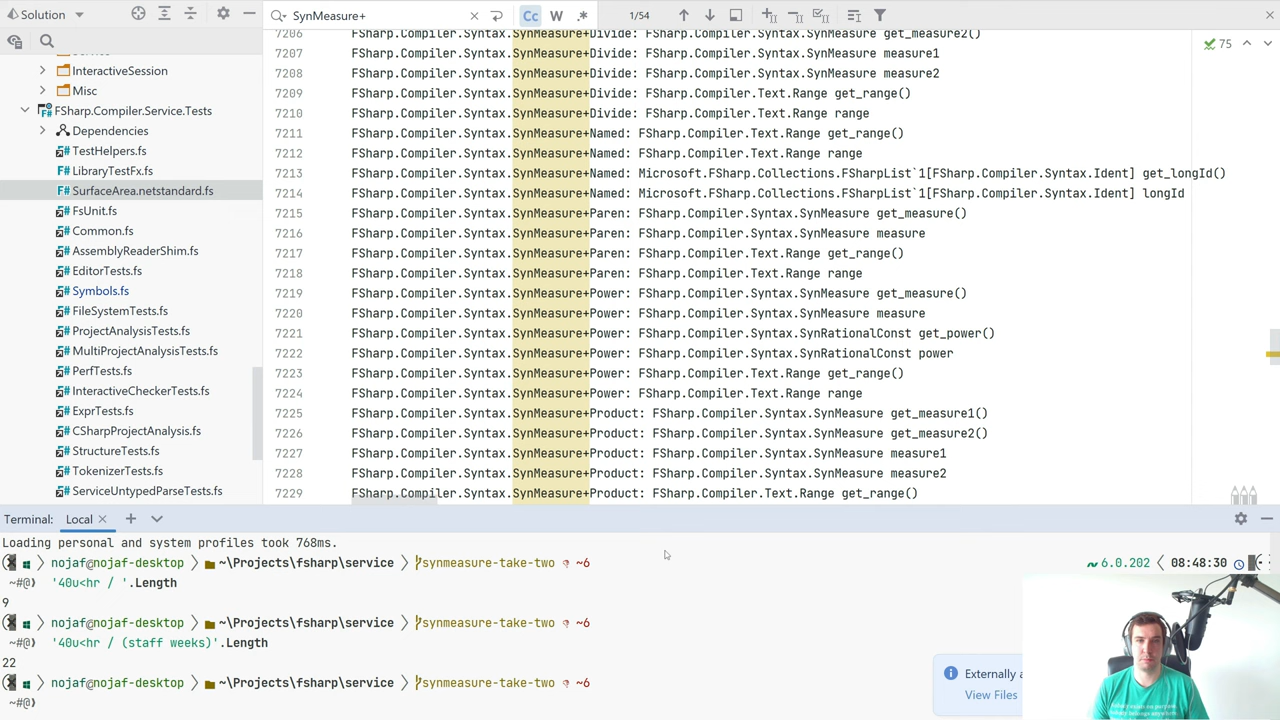 Solution
SynMeasure+
Cc
W
.*
1/54
75
InteractiveSession
Misc
FSharp.Compiler.Service.Tests
Dependencies
TestHelpers.fs
LibraryTestFx.fs
SurfaceArea.netstandard.fs
FsUnit.fs
Common.fs
AssemblyReaderShim.fs
EditorTests.fs
Symbols.fs
FileSystemTests.fs
ProjectAnalysisTests.fs
MultiProjectAnalysisTests.fs
PerfTests.fs
InteractiveCheckerTests.fs
ExprTests.fs
CSharpProjectAnalysis.fs
StructureTests.fs
TokenizerTests.fs
ServiceUntypedParseTests.fs
7206 FSharp.Compiler.Syntax.SynMeasure+Divide: FSharp.Compiler.Syntax.SynMeasure get_measure2()
7207 FSharp.Compiler.Syntax.SynMeasure+Divide: FSharp.Compiler.Syntax.SynMeasure measure1
7208 FSharp.Compiler.Syntax.SynMeasure+Divide: FSharp.Compiler.Syntax.SynMeasure measure2
7209 FSharp.Compiler.Syntax.SynMeasure+Divide: FSharp.Compiler.Text.Range get_range()
7210 FSharp.Compiler.Syntax.SynMeasure+Divide: FSharp.Compiler.Text.Range range
7211 FSharp.Compiler.Syntax.SynMeasure+Named: FSharp.Compiler.Text.Range get_range()
7212 FSharp.Compiler.Syntax.SynMeasure+Named: FSharp.Compiler.Text.Range range
7213 FSharp.Compiler.Syntax.SynMeasure+Named: Microsoft.FSharp.Collections.FSharpList`1[FSharp.Compiler.Syntax.Ident] get_longId()
7214 FSharp.Compiler.Syntax.SynMeasure+Named: Microsoft.FSharp.Collections.FSharpList`1[FSharp.Compiler.Syntax.Ident] longId
7215 FSharp.Compiler.Syntax.SynMeasure+Paren: FSharp.Compiler.Syntax.SynMeasure get_measure()
7216 FSharp.Compiler.Syntax.SynMeasure+Paren: FSharp.Compiler.Syntax.SynMeasure measure
7217 FSharp.Compiler.Syntax.SynMeasure+Paren: FSharp.Compiler.Text.Range get_range()
7218 FSharp.Compiler.Syntax.SynMeasure+Paren: FSharp.Compiler.Text.Range range
7219 FSharp.Compiler.Syntax.SynMeasure+Power: FSharp.Compiler.Syntax.SynMeasure get_measure()
7220 FSharp.Compiler.Syntax.SynMeasure+Power: FSharp.Compiler.Syntax.SynMeasure measure
7221 FSharp.Compiler.Syntax.SynMeasure+Power: FSharp.Compiler.Syntax.SynRationalConst get_power()
7222 FSharp.Compiler.Syntax.SynMeasure+Power: FSharp.Compiler.Syntax.SynRationalConst power
7223 FSharp.Compiler.Syntax.SynMeasure+Power: FSharp.Compiler.Text.Range get_range()
7224 FSharp.Compiler.Syntax.SynMeasure+Power: FSharp.Compiler.Text.Range range
7225 FSharp.Compiler.Syntax.SynMeasure+Product: FSharp.Compiler.Syntax.SynMeasure get_measure1()
7226 FSharp.Compiler.Syntax.SynMeasure+Product: FSharp.Compiler.Syntax.SynMeasure get_measure2()
7227 FSharp.Compiler.Syntax.SynMeasure+Product: FSharp.Compiler.Syntax.SynMeasure measure1
7228 FSharp.Compiler.Syntax.SynMeasure+Product: FSharp.Compiler.Syntax.SynMeasure measure2
7229 FSharp.Compiler.Syntax.SynMeasure+Product: FSharp.Compiler.Text.Range get_range()
Terminal: Local
Loading personal and system profiles took 768ms.
nojaf@nojaf-desktop ~\Projects\fsharp\service synmeasure-take-two ~6 6.0.202 08:48:30
~#@ '40u<hr / '.Length
9
nojaf@nojaf-desktop ~\Projects\fsharp\service synmeasure-take-two ~6
~#@ '40u<hr / (staff weeks)'.Length
22
nojaf@nojaf-desktop ~\Projects\fsharp\service synmeasure-take-two ~6
~#@
Externally a
View Files